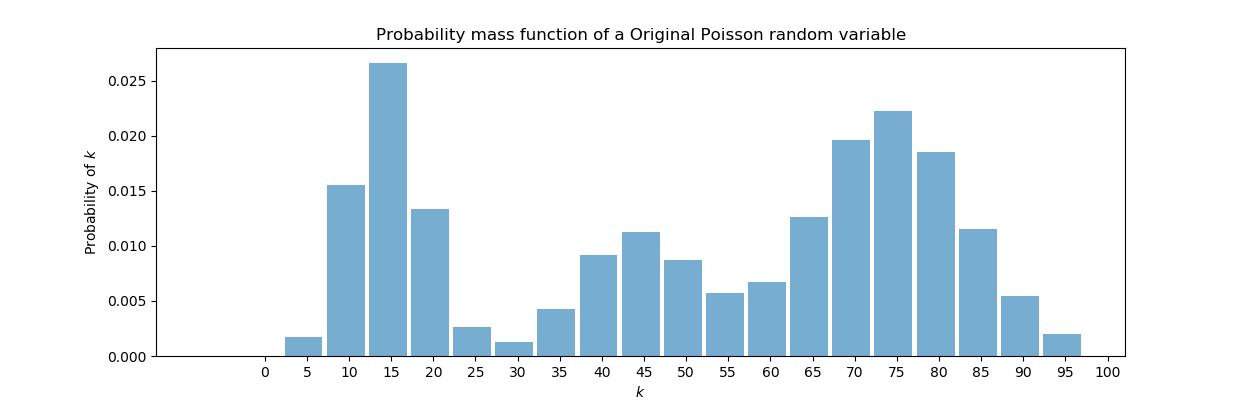 Probability mass function of a Original Poisson random variable
0.025
0.020
0.015
0.010
0.005
0.000
Probability of k
0 5 10 15 20 25 30 35 40 45 50 55 60 65 70 75 80 85 90 95 100
k